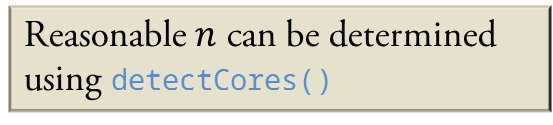 Reasonable n can be determined
using detectCores()